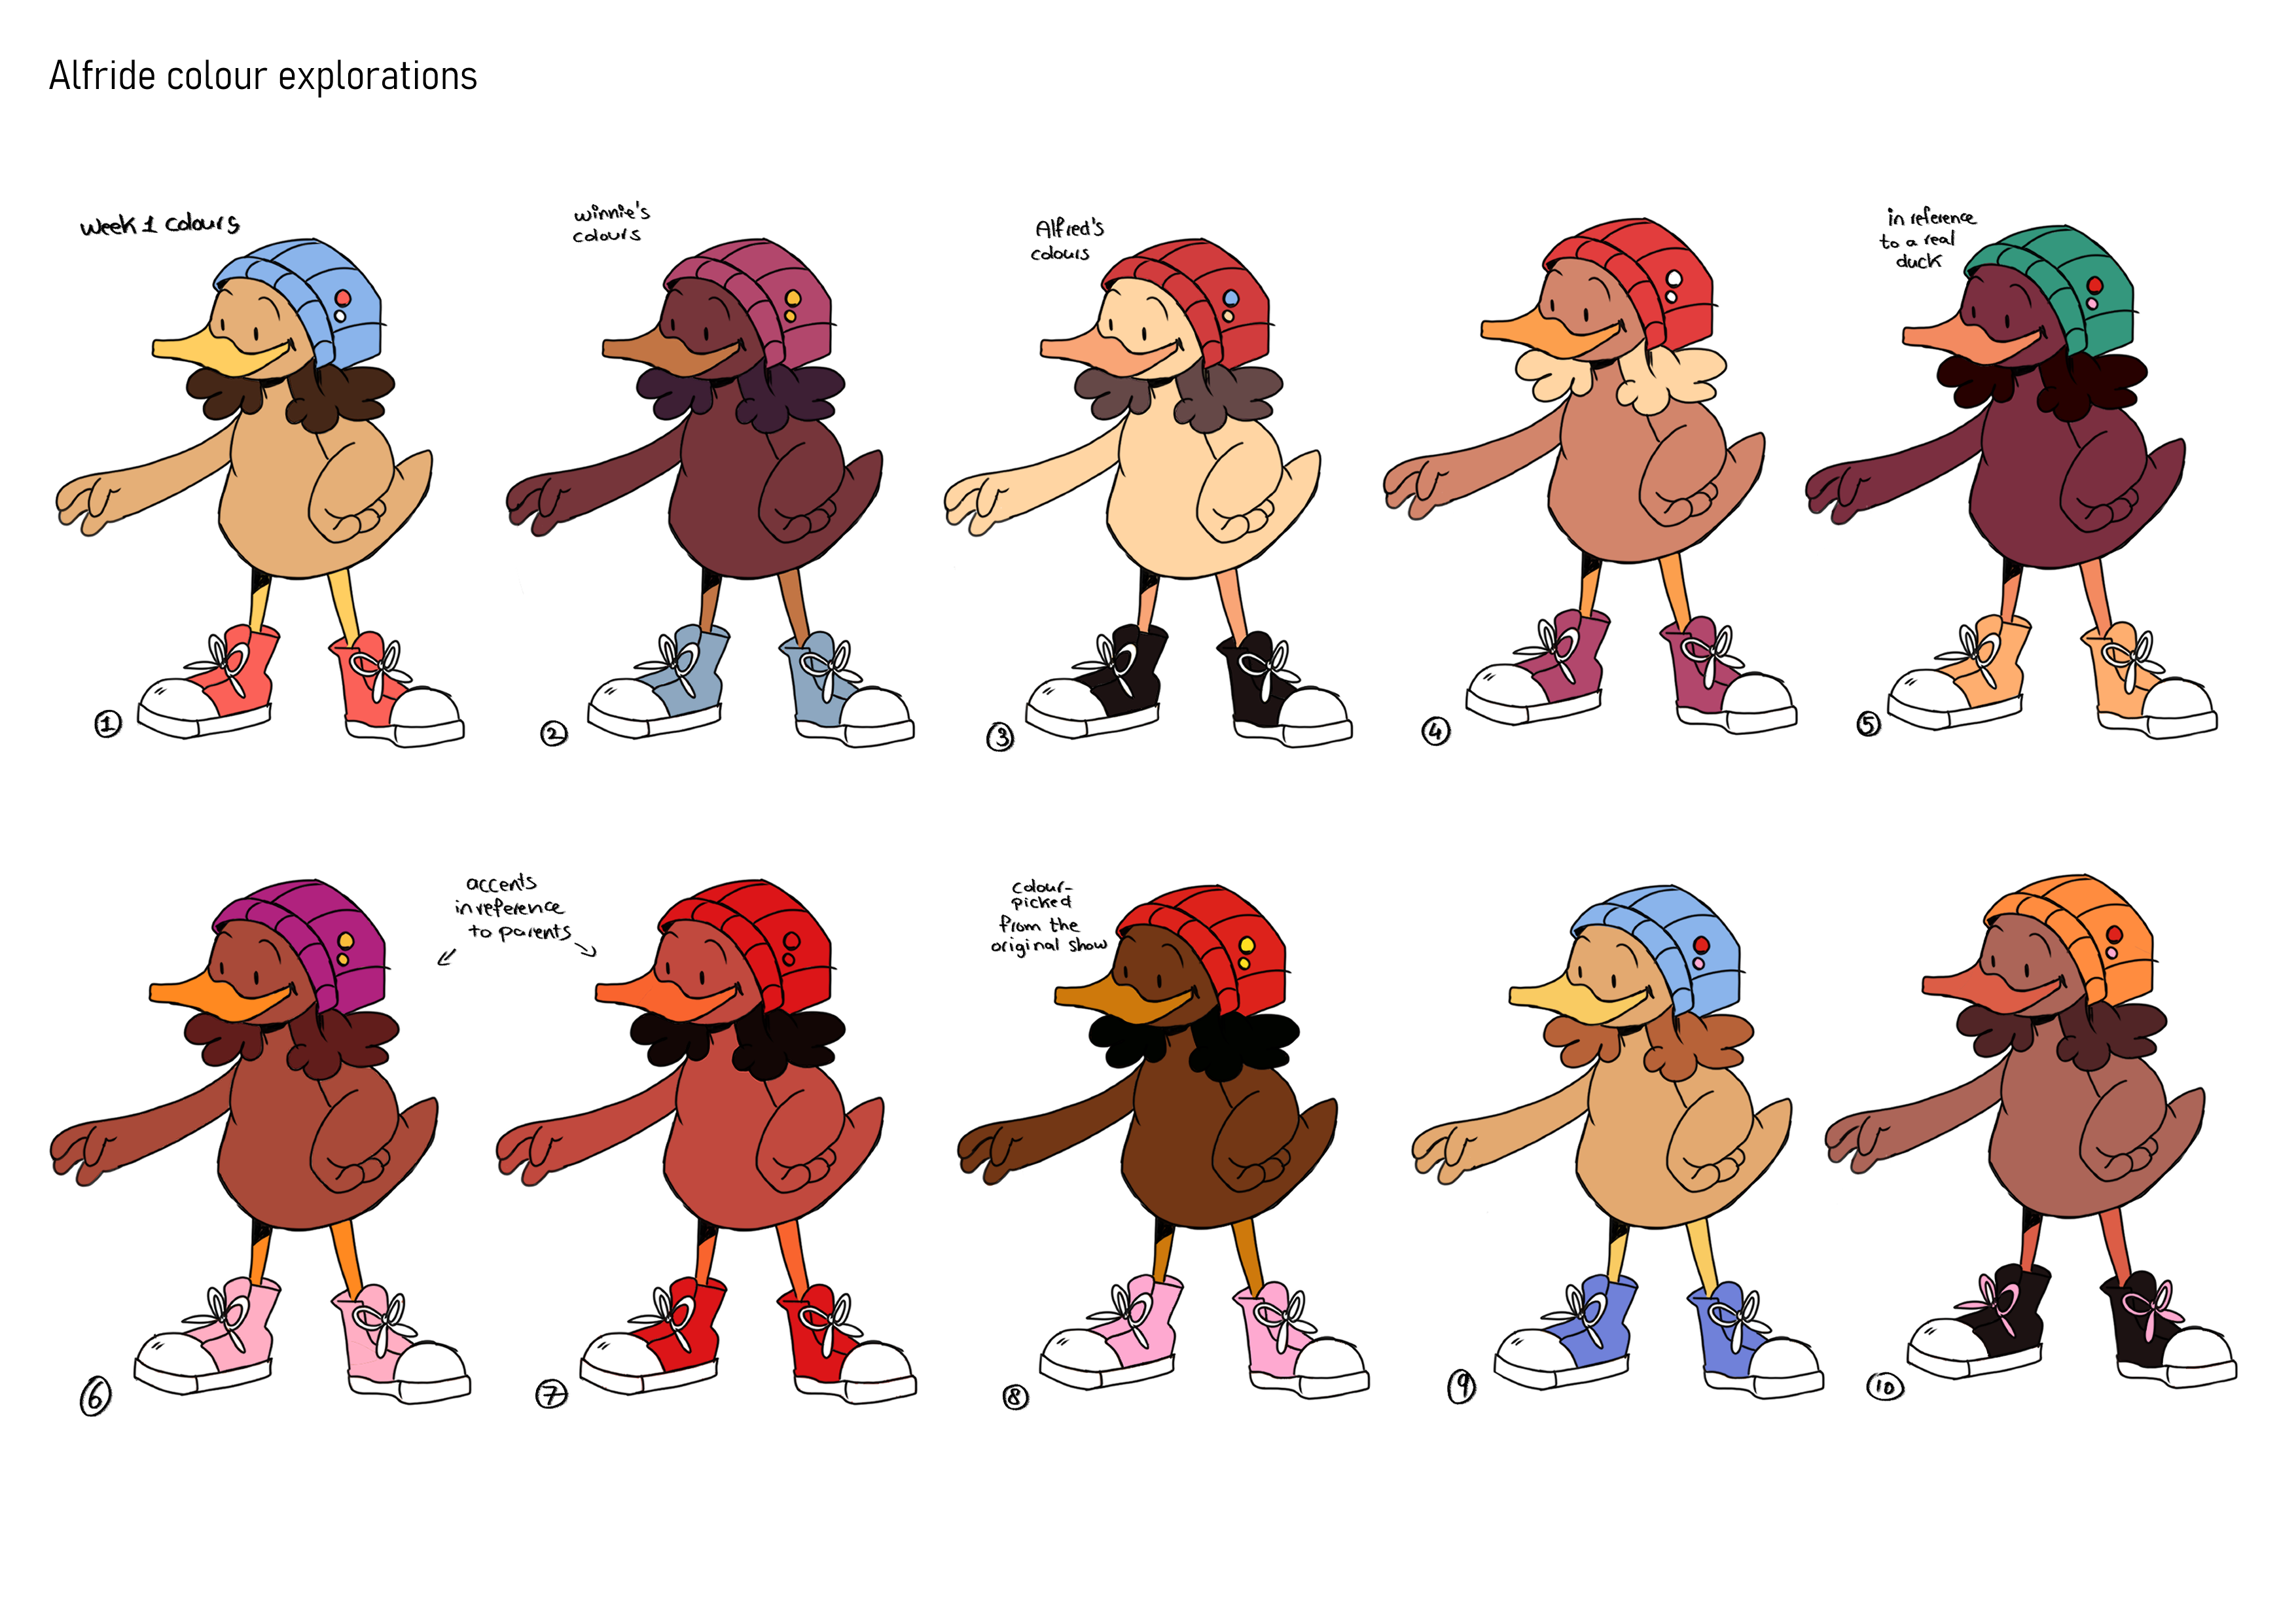 Alfride colour explorations
Week 1 colours
winnie's
colours
Alfred's
colours
in reference
to a real
duck
1
2
3
4
5
accents
in reference
to parents
colour-
picked
from the
original show
6
7
8
9
10